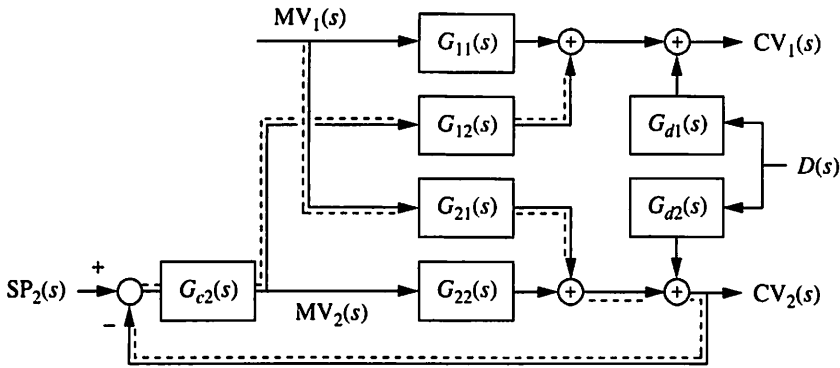 MV₁(s)
G₁₁(s)
+
+
CV₁(s)
G₁₂(s)
G_d1(s)
D(s)
G₂₁(s)
G_d2(s)
SP₂(s)
+
−
G_c2(s)
MV₂(s)
G₂₂(s)
+
+
CV₂(s)